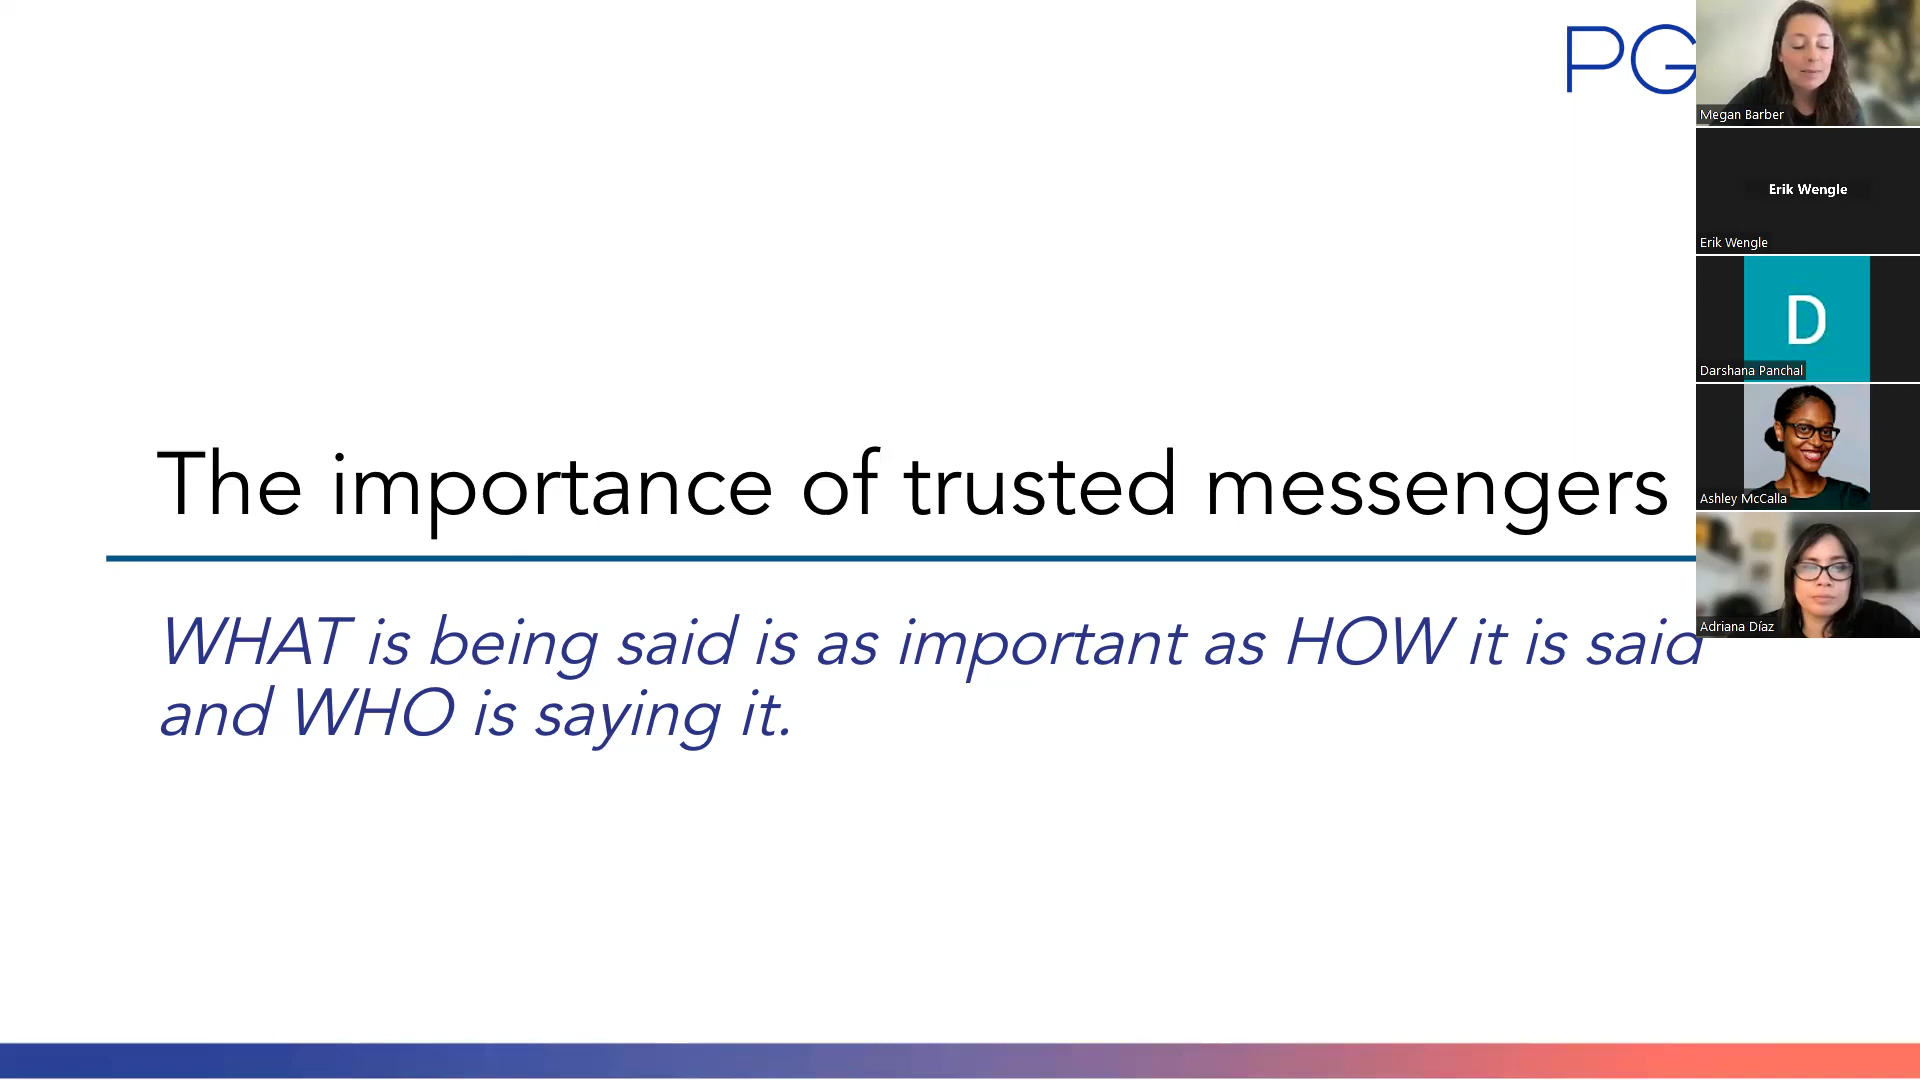 PG
Megan Barber
Erik Wengle
Erik Wengle
D
Darshana Panchal
Ashley McCalla
Adriana Díaz
The importance of trusted messengers
WHAT is being said is as important as HOW it is said
and WHO is saying it.